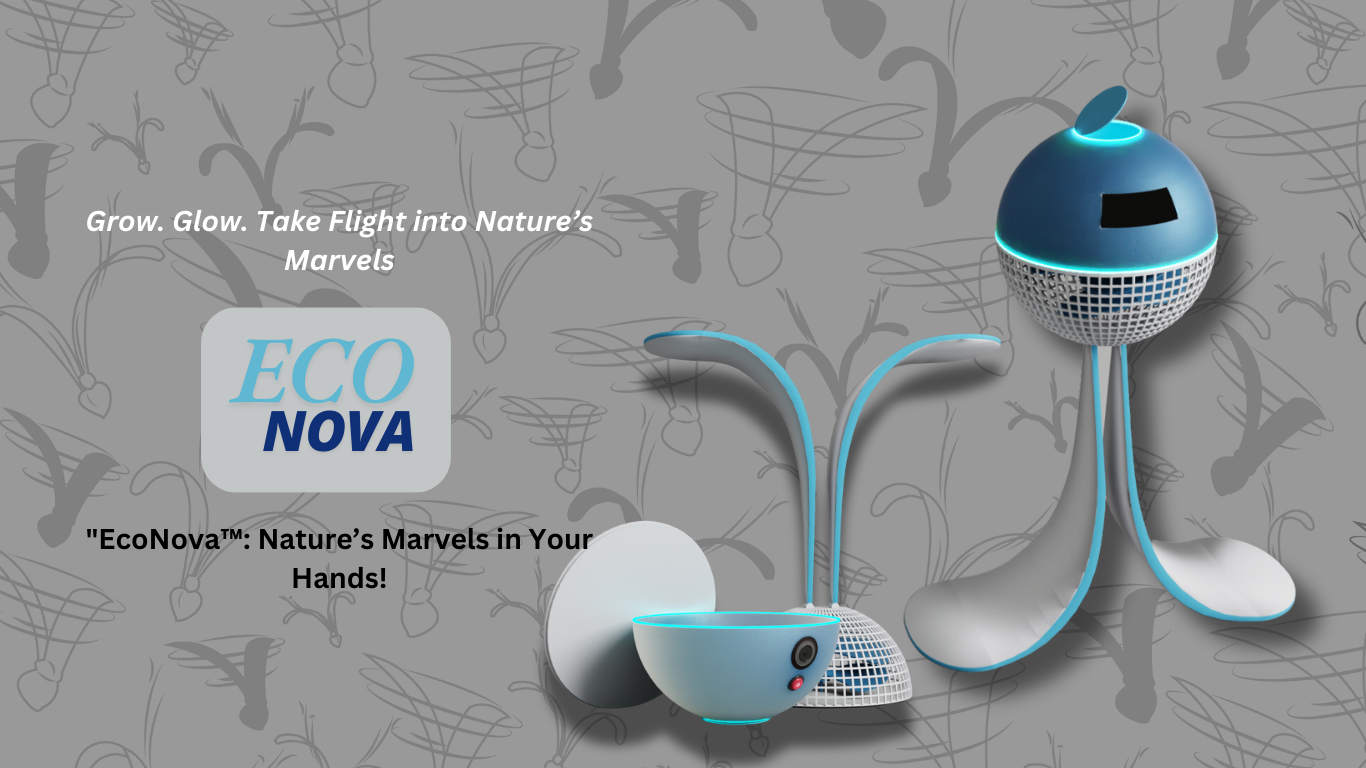 Grow. Glow. Take Flight into Nature’s
Marvels
ECO
NOVA
"EcoNova™: Nature’s Marvels in Your
Hands!